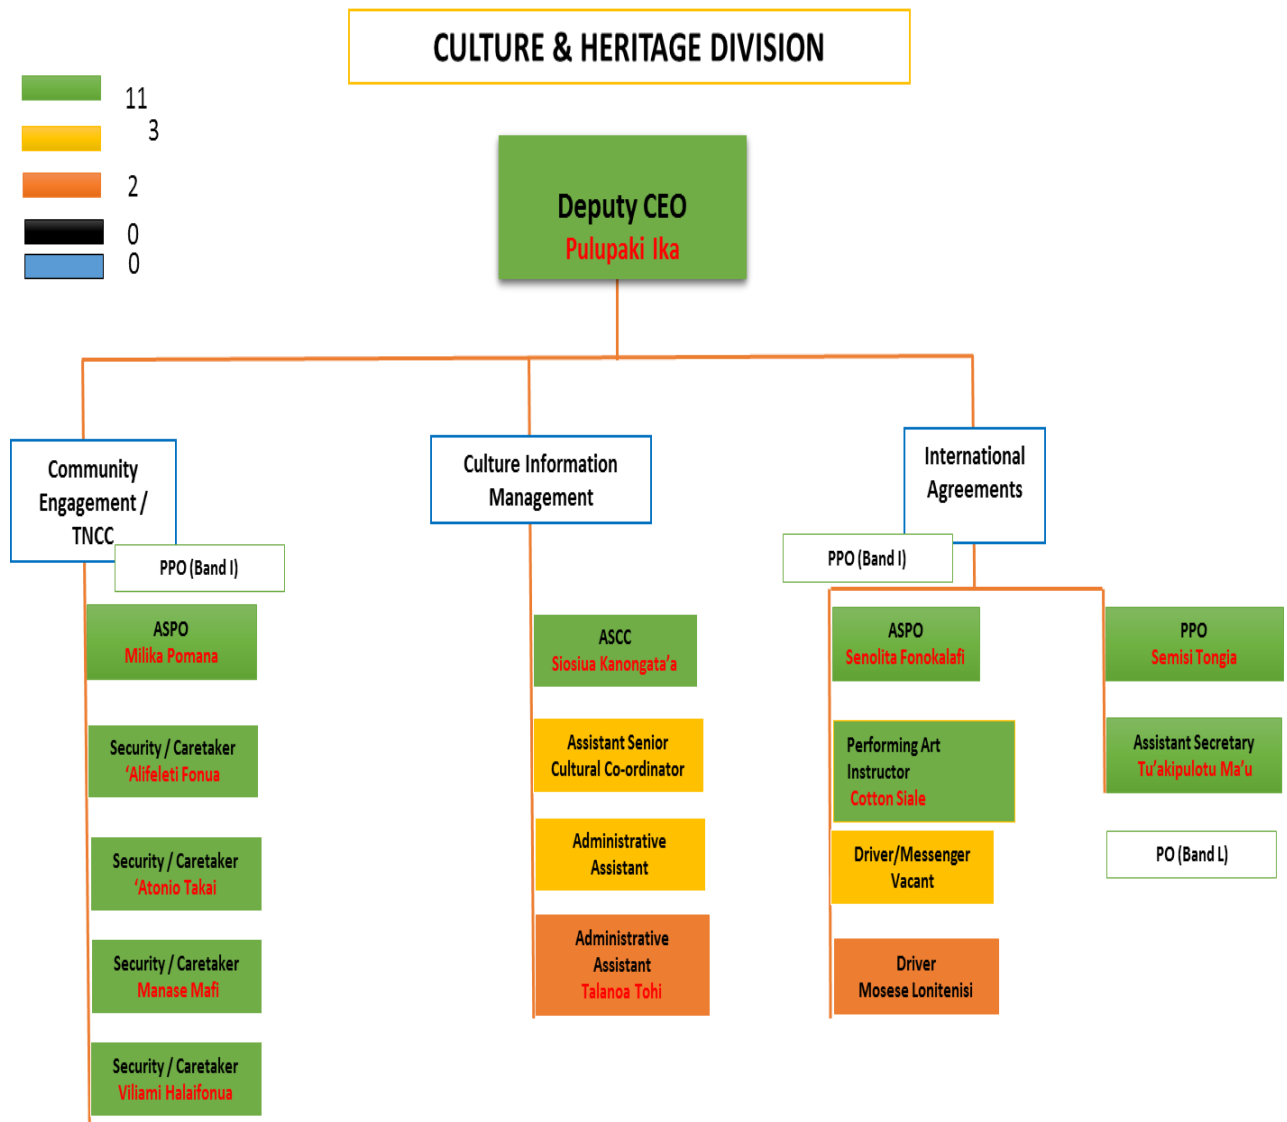 CULTURE & HERITAGE DIVISION
11
3
2
0
0
Deputy CEO
Pulupaki Ika
Community
Engagement /
TNCC
PPO (Band I)
ASPO
Milika Pomana
Security / Caretaker
‘Alifeleti Fonua
Security / Caretaker
‘Atonio Takai
Security / Caretaker
Manase Mafi
Security / Caretaker
Viliami Halaifonua
Culture Information
Management
ASCC
Siosiua Kanongata’a
Assistant Senior
Cultural Co-ordinator
Administrative
Assistant
Administrative
Assistant
Talanoa Tohi
International
Agreements
PPO (Band I)
ASPO
Senolita Fonokalafi
Performing Art
Instructor
Cotton Siale
Driver/Messenger
Vacant
Driver
Mosese Lonitenisi
PPO
Semisi Tongia
Assistant Secretary
Tu’akipulotu Ma’u
PO (Band L)